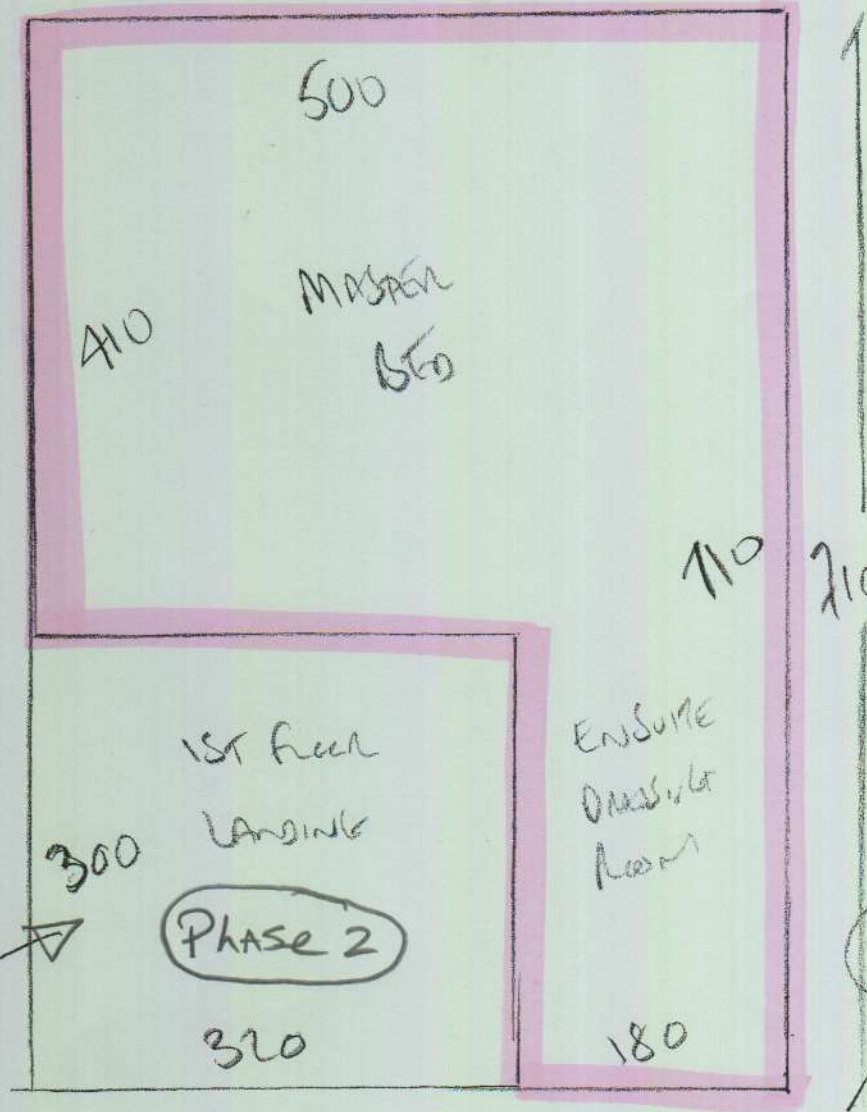 500
MASTER
BED
410
710
710
1ST FLOOR
LANDING
ENSUITE
DRESSING
ROOM
300
PHASE 2
320
180